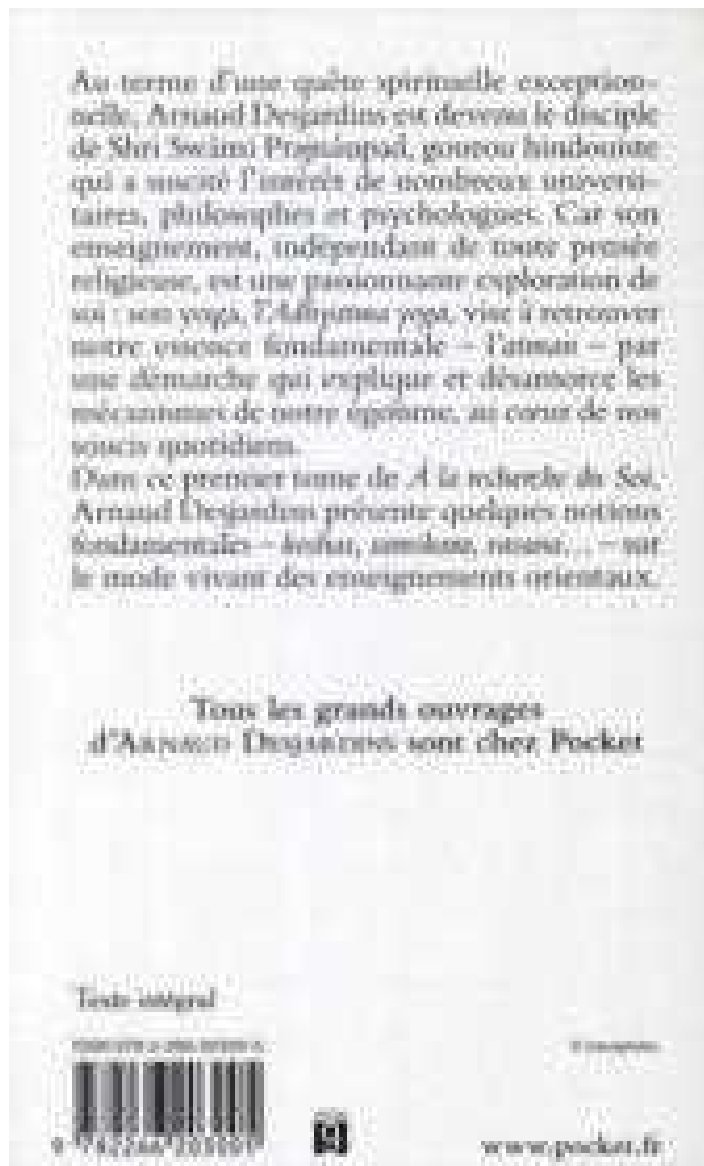 Au terme d'une quête spirituelle exception-
nelle, Arnaud Desjardins est devenu le disciple
de Shri Swâmi Prajnânpad, gourou hindouiste
qui a suscité l'intérêt de nombreux universi-
taires, philosophes et psychologues. Car son
enseignement, indépendant de toute pensée
religieuse, est une passionnante exploration de
soi : son yoga, l'Adhyatma yoga, vise à retrouver
notre essence fondamentale – l'atman – par
une démarche qui explique et désamorce les
mécanismes de notre égoïsme, au cœur de nos
soucis quotidiens.
Dans ce premier tome de À la recherche du Soi,
Arnaud Desjardins présente quelques notions
fondamentales – … – sur
le mode vivant des enseignements orientaux.
Tous les grands ouvrages
d'ARNAUD DESJARDINS sont chez Pocket
Texte intégral
www.pocket.fr